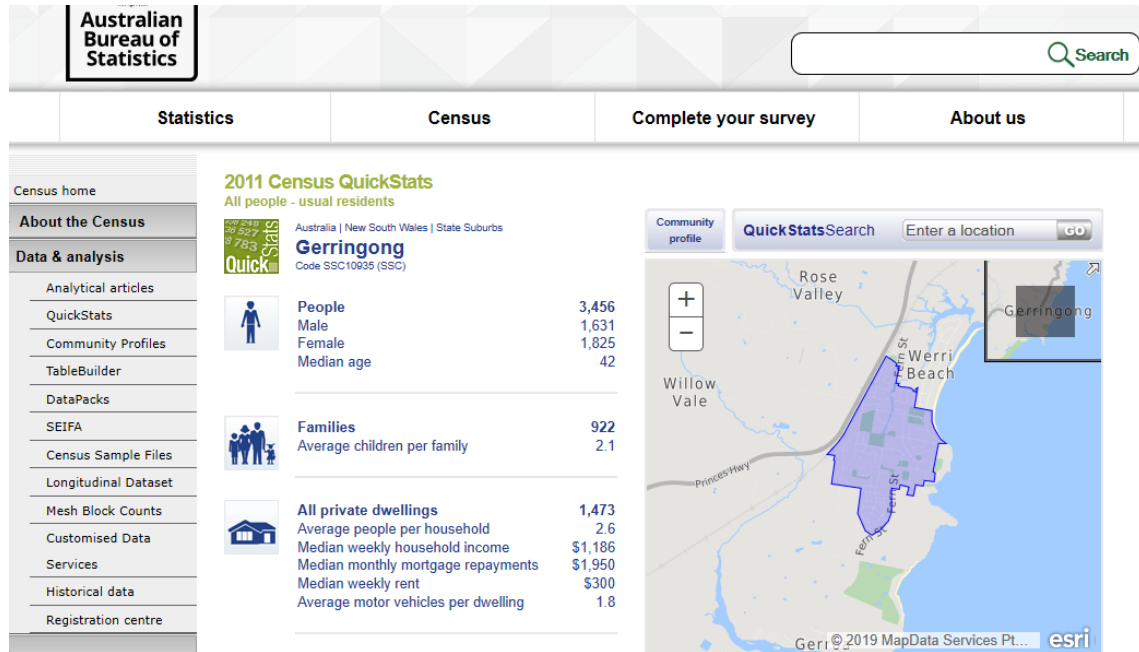 Australian
Bureau of
Statistics
Search
Statistics
Census
Complete your survey
About us
Census home
About the Census
Data & analysis
Analytical articles
QuickStats
Community Profiles
TableBuilder
DataPacks
SEIFA
Census Sample Files
Longitudinal Dataset
Mesh Block Counts
Customised Data
Services
Historical data
Registration centre
2011 Census QuickStats
All people - usual residents
Quick Stats
Australia | New South Wales | State Suburbs
Gerringong
Code SSC10935 (SSC)
People 3,456
Male 1,631
Female 1,825
Median age 42
Families 922
Average children per family 2.1
All private dwellings 1,473
Average people per household 2.6
Median weekly household income $1,186
Median monthly mortgage repayments $1,950
Median weekly rent $300
Average motor vehicles per dwelling 1.8
Community
profile
QuickStatsSearch
Enter a location
GO
+
−
Rose
Valley
Gerringong
Fern St
Werri
Beach
Willow
Vale
Princes Hwy
Fern St
Fern St
© 2019 MapData Services Pt...
esri